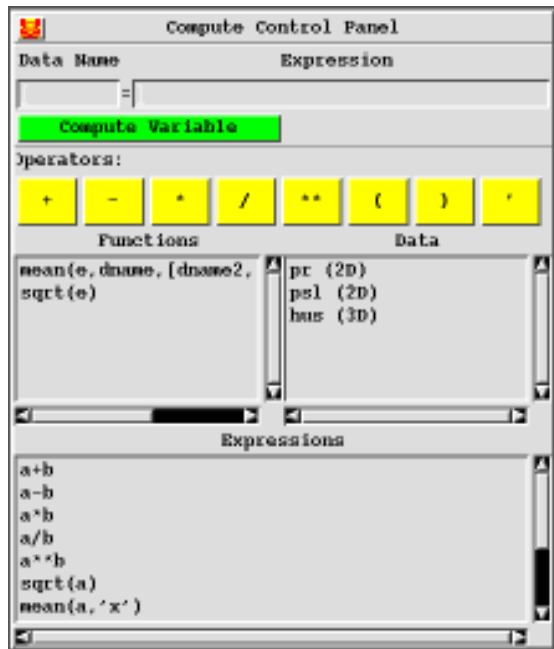 Compute Control Panel
Data Name Expression
=
Compute Variable
Operators:
+ - * / ** ( ) '
Functions Data
mean(e,dname,[dname2, pr (2D)
sqrt(e) psl (2D)
hus (3D)
Expressions
a+b
a-b
a*b
a/b
a**b
sqrt(a)
mean(a,'x')